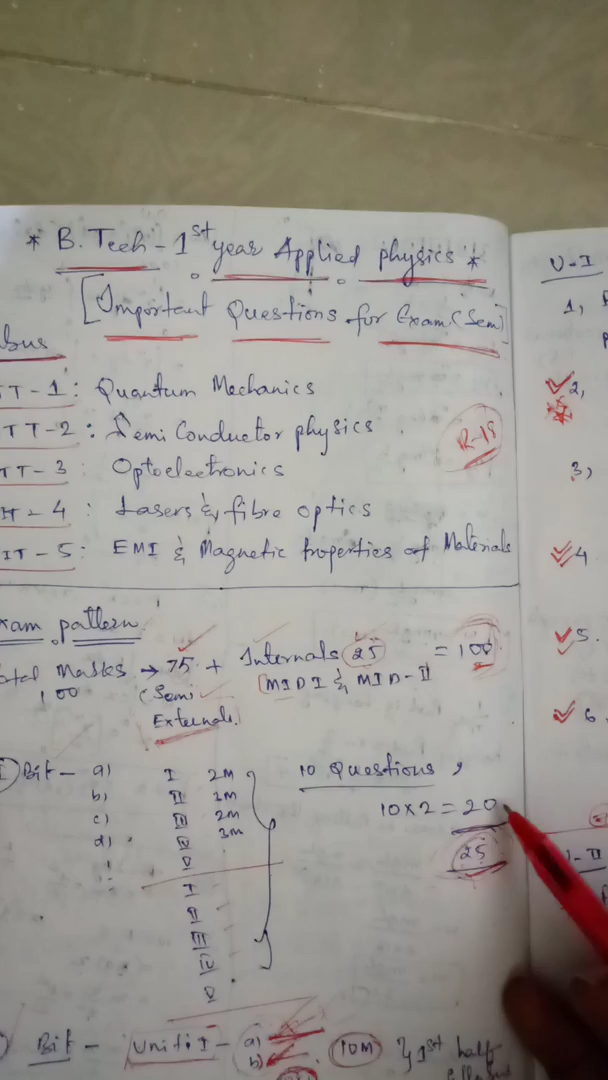 * B. Tech - 1st year Applied physics *
[Important Questions for Exam (Sem)]
bus
IT - 1 : Quantum Mechanics
IT - 2 : Semi Conductor physics
R-18
IT - 3 : Optoelectronics
IT - 4 : Lasers & fibre optics
IT - 5 : EMI & Magnetic properties of Materials
xam pattern
otal Marks → 75 + Internals 25 = 100
100 (Semi [MID I & MID - II
Externals.)
I) Bit - a) I 2M 10 Questions,
b) II 3M 10 x 2 = 20
c) III 2M
d) IV 3M 25
V
I
II
III
IV
V
Bit - Unit: I - a) 10M 1st half
b)
U - I
1,
2,
3,
4
5.
6
- II